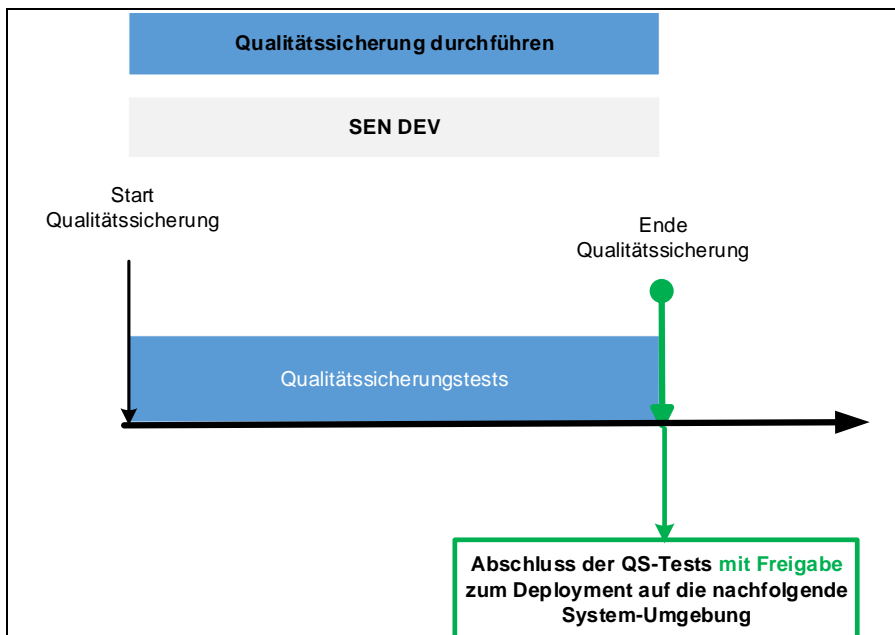 Qualitätssicherung durchführen
SEN DEV
Start
Qualitätssicherung
Ende
Qualitätssicherung
Qualitätssicherungstests
Abschluss der QS-Tests mit Freigabe
zum Deployment auf die nachfolgende
System-Umgebung